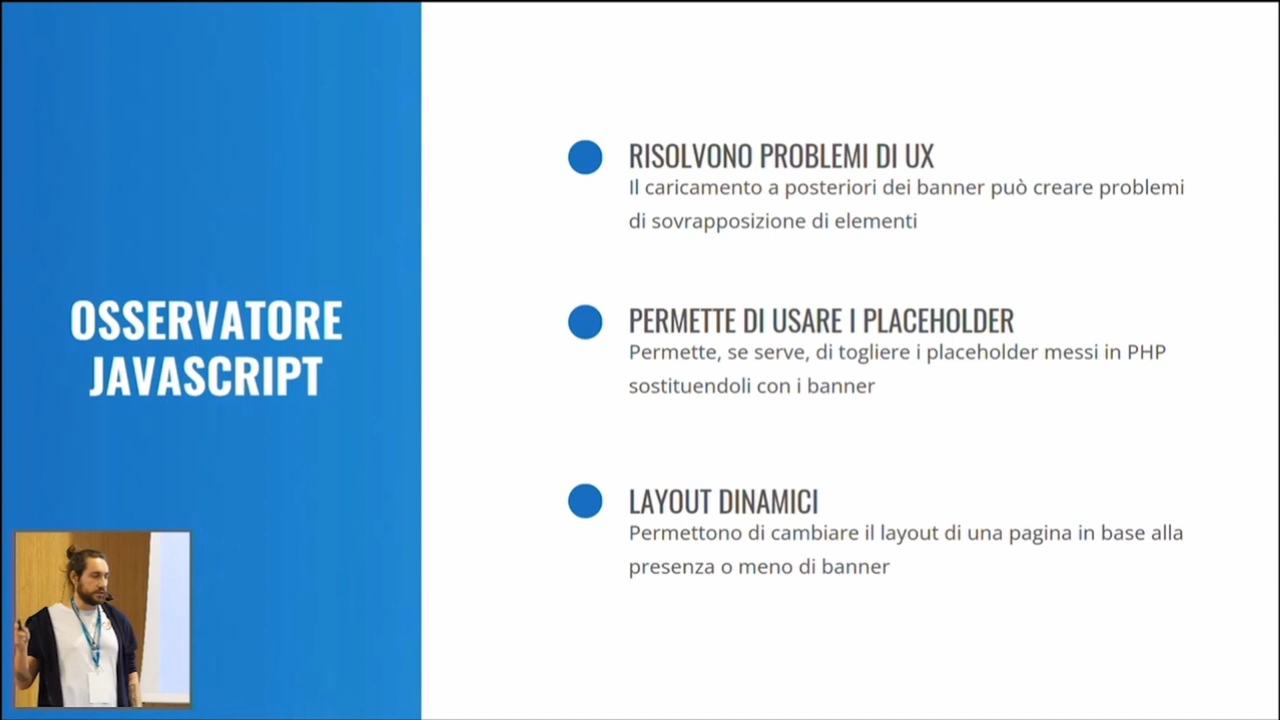 OSSERVATORE
JAVASCRIPT
RISOLVONO PROBLEMI DI UX
Il caricamento a posteriori dei banner può creare problemi
di sovrapposizione di elementi
PERMETTE DI USARE I PLACEHOLDER
Permette, se serve, di togliere i placeholder messi in PHP
sostituendoli con i banner
LAYOUT DINAMICI
Permettono di cambiare il layout di una pagina in base alla
presenza o meno di banner